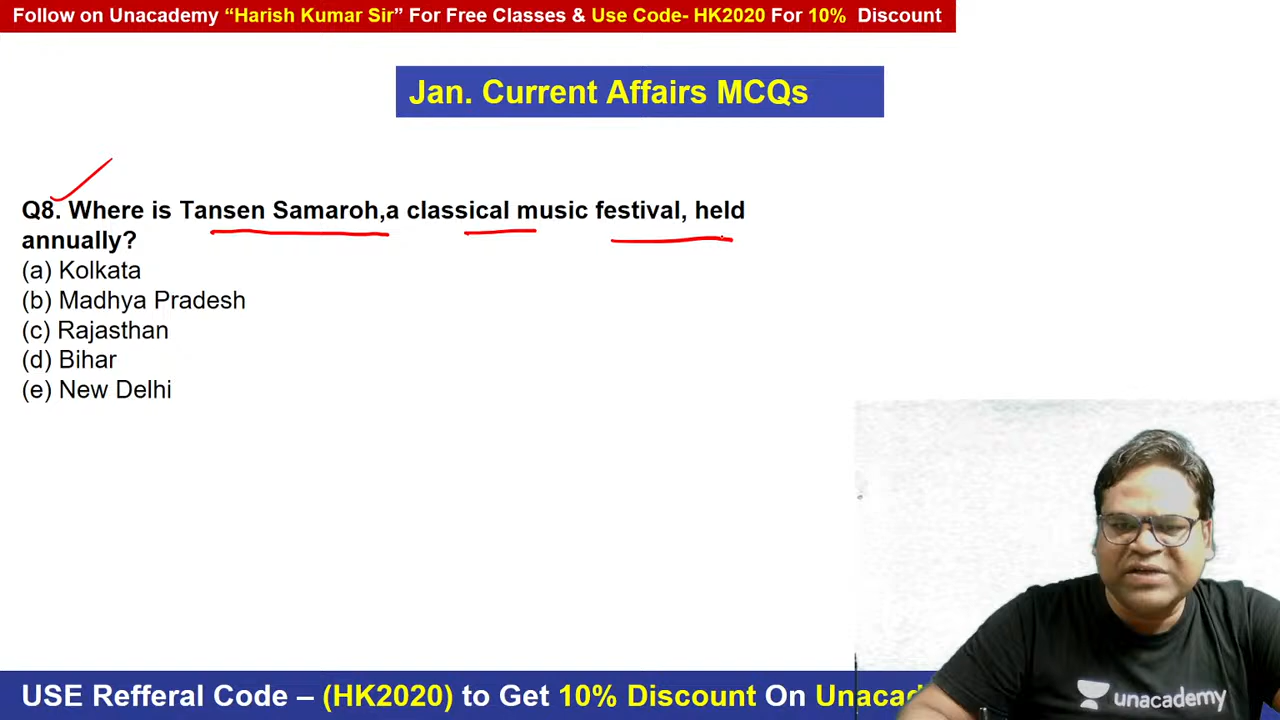 Follow on Unacademy “Harish Kumar Sir” For Free Classes & Use Code- HK2020 For 10% Discount
Jan. Current Affairs MCQs
Q8. Where is Tansen Samaroh,a classical music festival, held
annually?
(a) Kolkata
(b) Madhya Pradesh
(c) Rajasthan
(d) Bihar
(e) New Delhi
unacademy
USE Refferal Code – (HK2020) to Get 10% Discount On